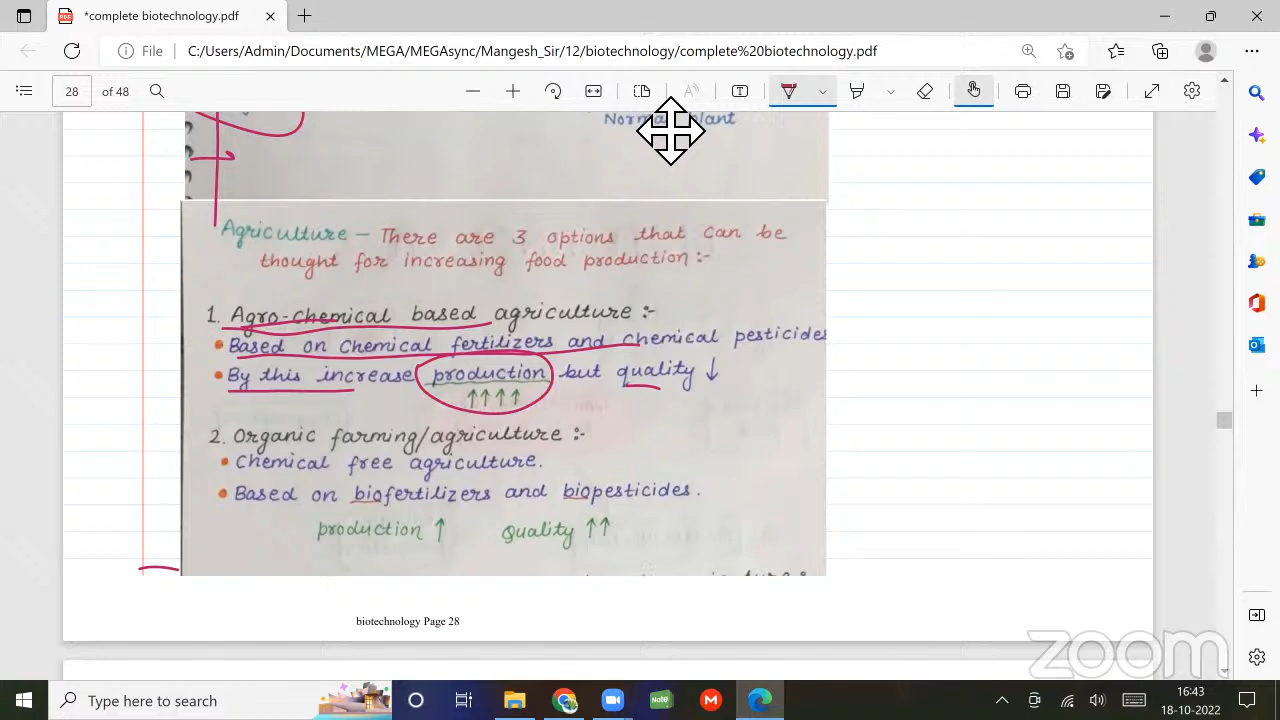 *complete biotechnology.pdf
File C:/Users/Admin/Documents/MEGA/MEGAsync/Mangesh_Sir/12/biotechnology/complete%20biotechnology.pdf
28 of 48
Agriculture - There are 3 options that can be
thought for increasing food production:-
1. Agro-chemical based agriculture :-
Based on chemical fertilizers and chemical pesticides
By this increase production but quality ↓
↑↑↑↑
2. Organic farming/agriculture :-
Chemical free agriculture.
Based on biofertilizers and biopesticides.
production ↑ Quality ↑↑
biotechnology Page 28
zoom
Type here to search
Note
16:43
18-10-2022